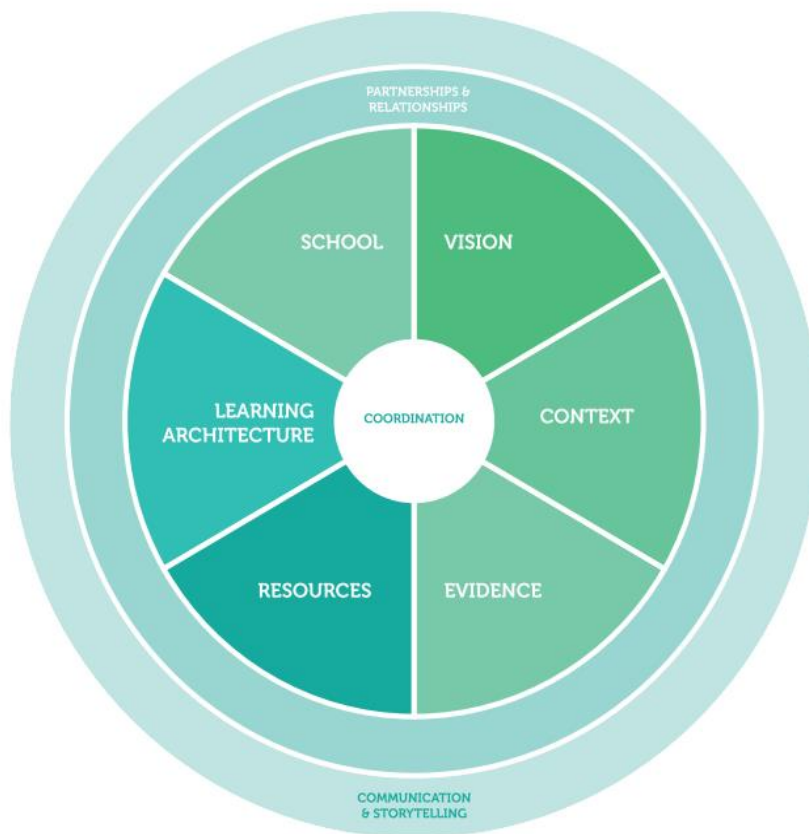 PARTNERSHIPS &
RELATIONSHIPS
SCHOOL
VISION
LEARNING
ARCHITECTURE
COORDINATION
CONTEXT
RESOURCES
EVIDENCE
COMMUNICATION
& STORYTELLING